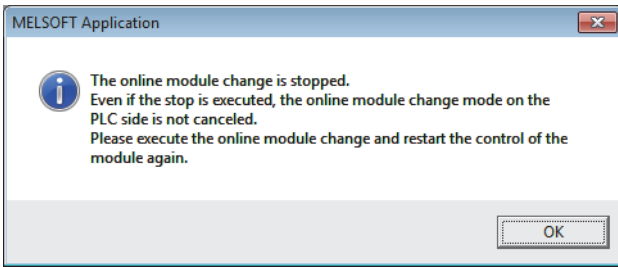 MELSOFT Application
The online module change is stopped.
Even if the stop is executed, the online module change mode on the
PLC side is not canceled.
Please execute the online module change and restart the control of the
module again.
OK